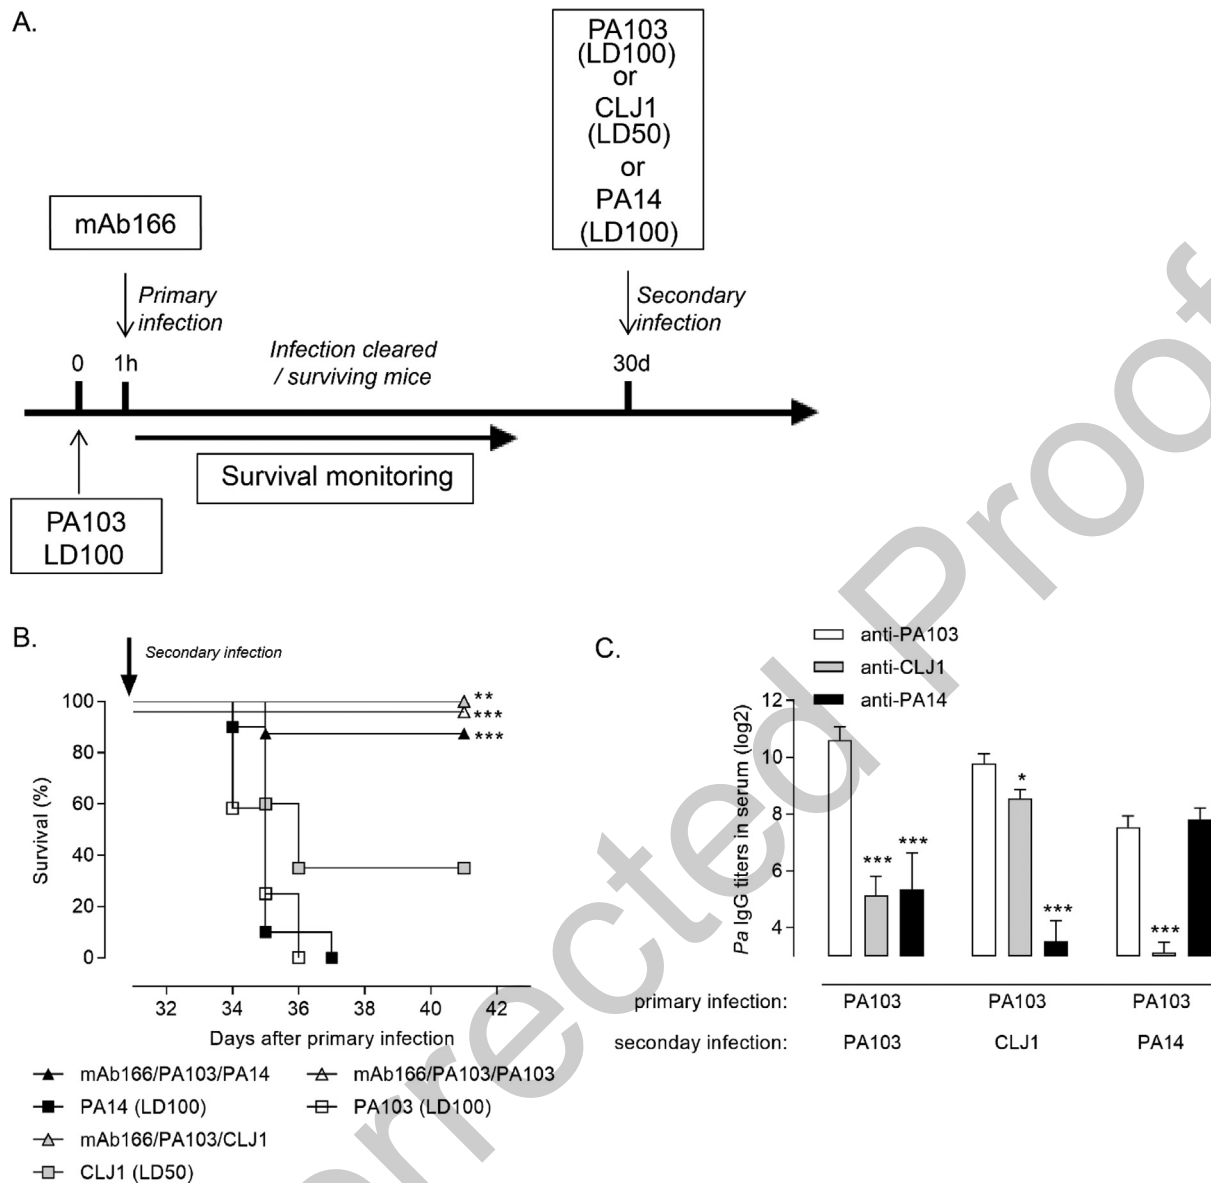 A.
PA103
(LD100)
or
CLJ1
(LD50)
or
PA14
(LD100)
mAb166
Primary
infection
Secondary
infection
0
1h
Infection cleared
/ surviving mice
30d
Survival monitoring
PA103
LD100
B.
Secondary infection
100
80
60
40
20
0
Survival (%)
**
***
***
32
34
36
38
40
42
Days after primary infection
mAb166/PA103/PA14
mAb166/PA103/PA103
PA14 (LD100)
PA103 (LD100)
mAb166/PA103/CLJ1
CLJ1 (LD50)
C.
anti-PA103
anti-CLJ1
anti-PA14
Pa IgG titers in serum (log2)
12
10
8
6
4
***
***
*
***
***
primary infection:
PA103
PA103
PA103
seconday infection:
PA103
CLJ1
PA14
rrected Proof